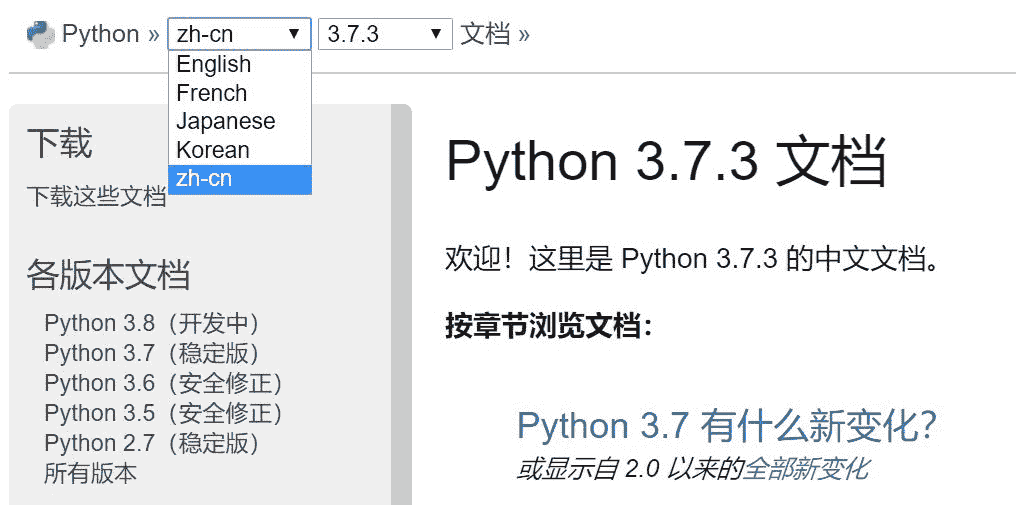 Python » zh-cn 3.7.3 文档 »
English
French
Japanese
Korean
zh-cn
下载
下载这些文档
各版本文档
Python 3.8（开发中）
Python 3.7（稳定版）
Python 3.6（安全修正）
Python 3.5（安全修正）
Python 2.7（稳定版）
所有版本
Python 3.7.3 文档
欢迎！这里是 Python 3.7.3 的中文文档。
按章节浏览文档：
Python 3.7 有什么新变化？
或显示自 2.0 以来的全部新变化